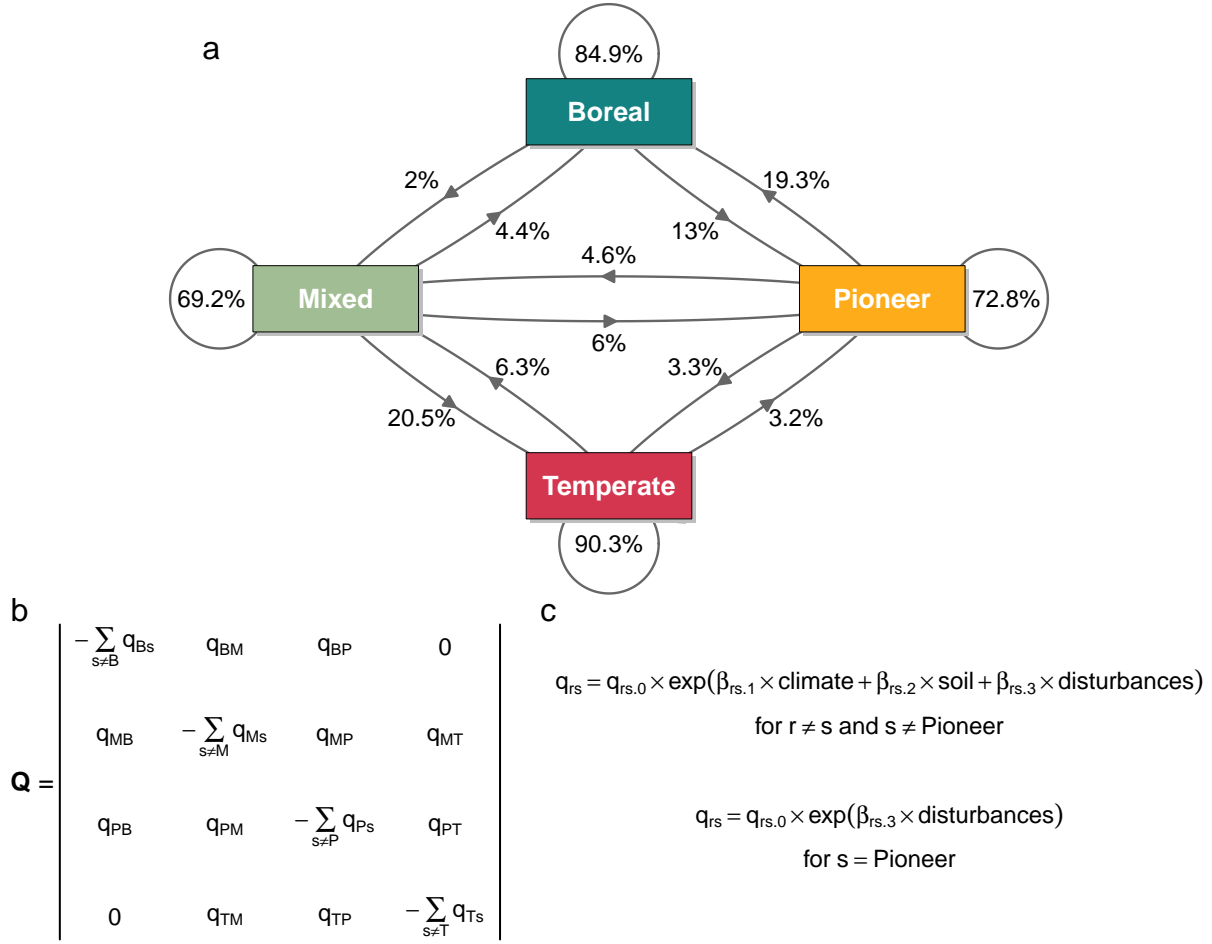 a
84.9%
Boreal
2%
19.3%
4.4%
13%
4.6%
69.2%
Mixed
Pioneer
72.8%
6%
6.3%
3.3%
20.5%
3.2%
Temperate
90.3%
b
Q =
− ∑ s≠B qBs qBM qBP 0
qMB − ∑ s≠M qMs qMP qMT
qPB qPM − ∑ s≠P qPs qPT
0 qTM qTP − ∑ s≠T qTs
c
qrs = qrs.0 × exp(βrs.1 × climate + βrs.2 × soil + βrs.3 × disturbances)
for r ≠ s and s ≠ Pioneer
qrs = qrs.0 × exp(βrs.3 × disturbances)
for s = Pioneer